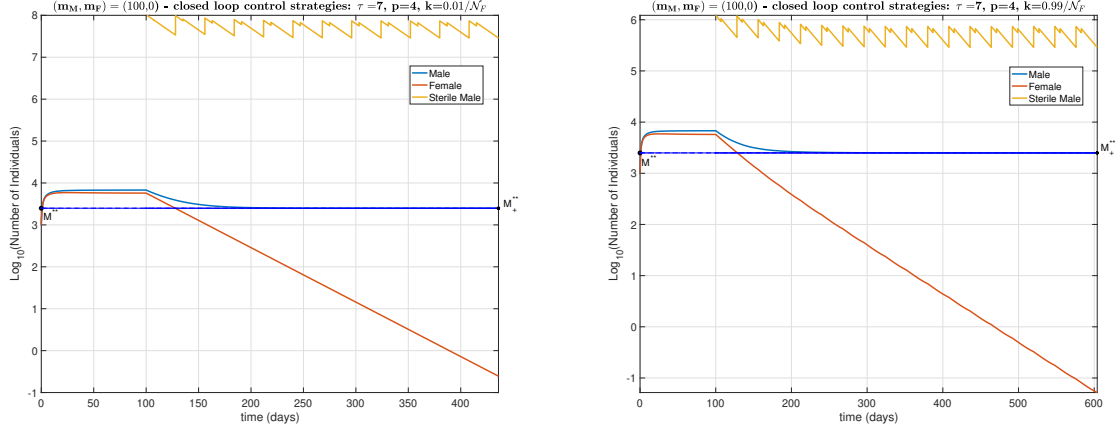 (m_M, m_F) = (100,0) - closed loop control strategies: τ =7, p=4, k=0.01/𝒩_F
8
7
6
5
4
3
2
1
0
-1
Log_10(Number of Individuals)
Male
Female
Sterile Male
M^**
M_+^**
0 50 100 150 200 250 300 350 400
time (days)
(m_M, m_F) = (100,0) - closed loop control strategies: τ =7, p=4, k=0.99/𝒩_F
6
5
4
3
2
1
0
-1
Log_10(Number of Individuals)
Male
Female
Sterile Male
M^**
M_+^**
0 100 200 300 400 500 600
time (days)